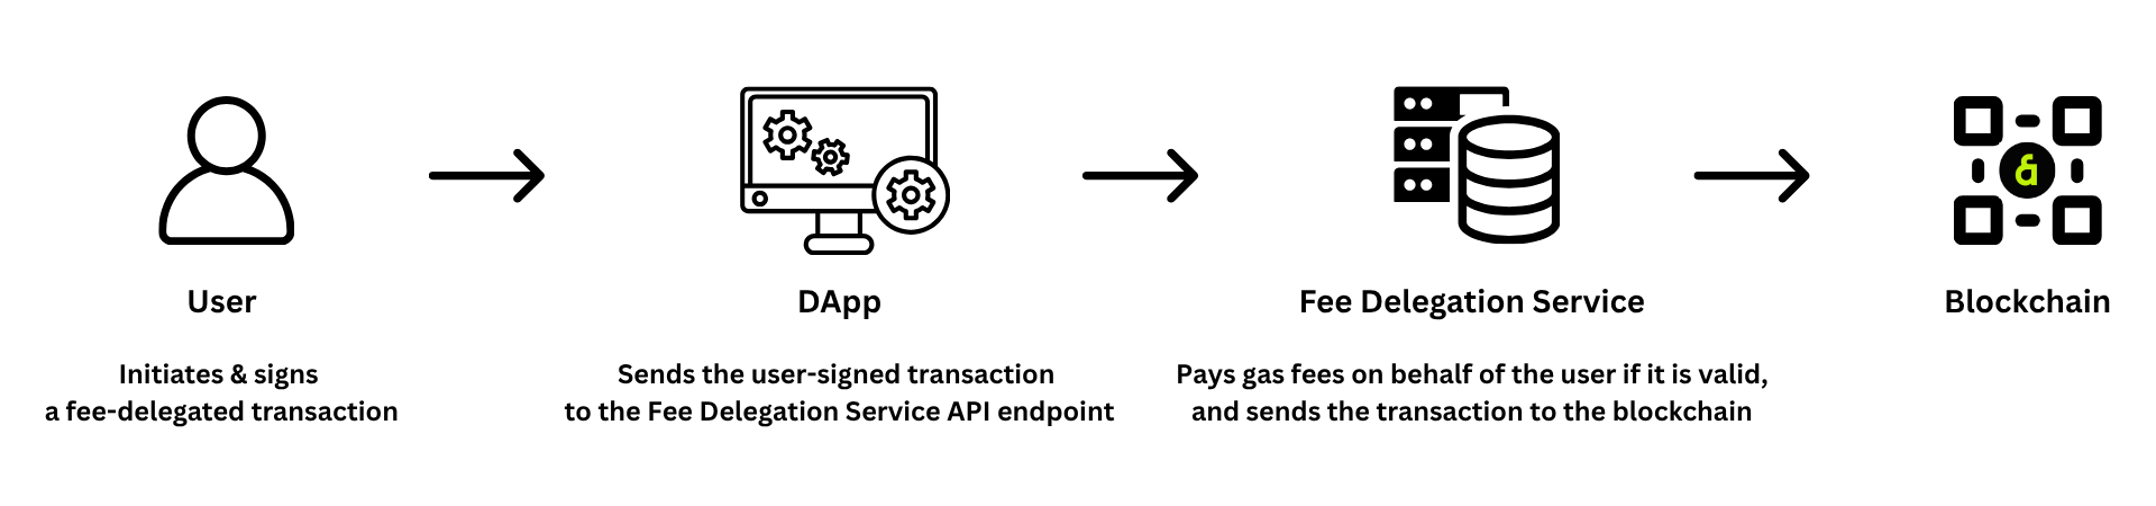 User
Initiates & signs
a fee-delegated transaction
DApp
Sends the user-signed transaction
to the Fee Delegation Service API endpoint
Fee Delegation Service
Pays gas fees on behalf of the user if it is valid,
and sends the transaction to the blockchain
Blockchain